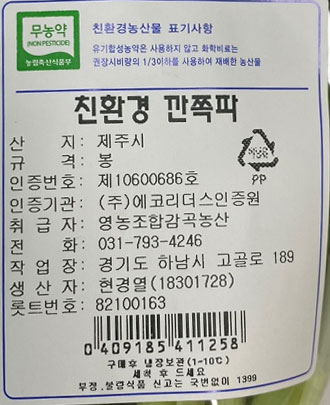 무농약
(NON PESTICIDE)
농림축산식품부
친환경농산물 표기사항
유기합성농약은 사용하지 않고 화학비료는
권장시비량의 1/3이하를 사용하여 재배한 농산물
친환경 깐쪽파
산 지: 제주시
규 격: 봉
인증번호: 제10600686호
인증기관: (주)에코리더스인증원
취 급 자: 영농조합감곡농산
전 화: 031-793-4246
작 업 장: 경기도 하남시 고골로 189
생 산 자: 현경열(18301728)
롯트번호: 82100163
비닐류
PP
0 409185 411258
구매후 냉장보관(1~10℃)
세척 후 드세요
부정,불량식품 신고는 국번없이 1399